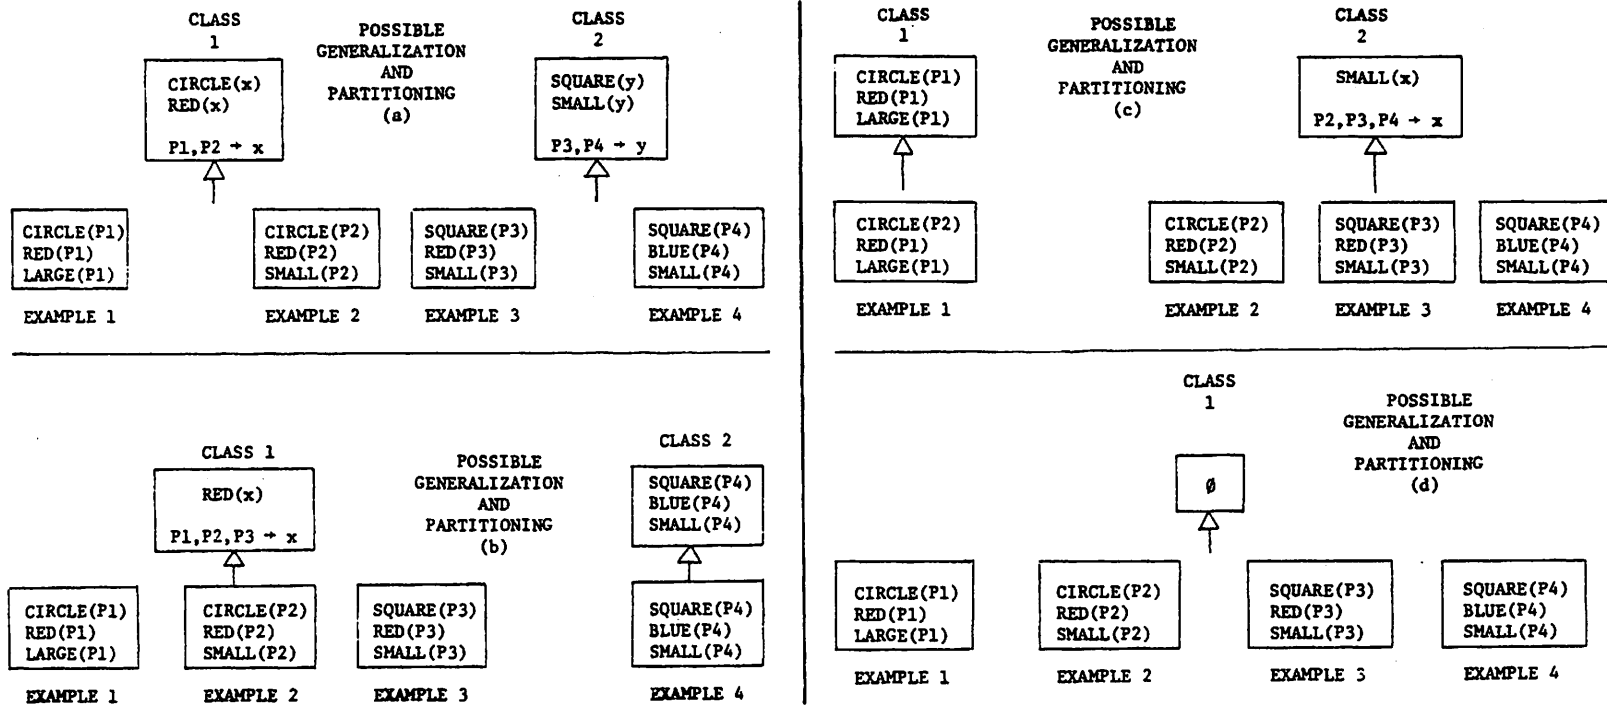 CLASS
1
CIRCLE(x)
RED(x)
P1,P2 → x
POSSIBLE
GENERALIZATION
AND
PARTITIONING
(a)
CLASS
2
SQUARE(y)
SMALL(y)
P3,P4 → y
CIRCLE(P1)
RED(P1)
LARGE(P1)
EXAMPLE 1
CIRCLE(P2)
RED(P2)
SMALL(P2)
EXAMPLE 2
SQUARE(P3)
RED(P3)
SMALL(P3)
EXAMPLE 3
SQUARE(P4)
BLUE(P4)
SMALL(P4)
EXAMPLE 4
CLASS 1
RED(x)
P1,P2,P3 → x
POSSIBLE
GENERALIZATION
AND
PARTITIONING
(b)
CLASS 2
SQUARE(P4)
BLUE(P4)
SMALL(P4)
CIRCLE(P1)
RED(P1)
LARGE(P1)
EXAMPLE 1
CIRCLE(P2)
RED(P2)
SMALL(P2)
EXAMPLE 2
SQUARE(P3)
RED(P3)
SMALL(P3)
EXAMPLE 3
SQUARE(P4)
BLUE(P4)
SMALL(P4)
EXAMPLE 4
CLASS
1
CIRCLE(P1)
RED(P1)
LARGE(P1)
POSSIBLE
GENERALIZATION
AND
PARTITIONING
(c)
CLASS
2
SMALL(x)
P2,P3,P4 → x
CIRCLE(P2)
RED(P1)
LARGE(P1)
EXAMPLE 1
CIRCLE(P2)
RED(P2)
SMALL(P2)
EXAMPLE 2
SQUARE(P3)
RED(P3)
SMALL(P3)
EXAMPLE 3
SQUARE(P4)
BLUE(P4)
SMALL(P4)
EXAMPLE 4
CLASS
1
Ø
POSSIBLE
GENERALIZATION
AND
PARTITIONING
(d)
CIRCLE(P1)
RED(P1)
LARGE(P1)
EXAMPLE 1
CIRCLE(P2)
RED(P2)
SMALL(P2)
EXAMPLE 2
SQUARE(P3)
RED(P3)
SMALL(P3)
EXAMPLE 3
SQUARE(P4)
BLUE(P4)
SMALL(P4)
EXAMPLE 4